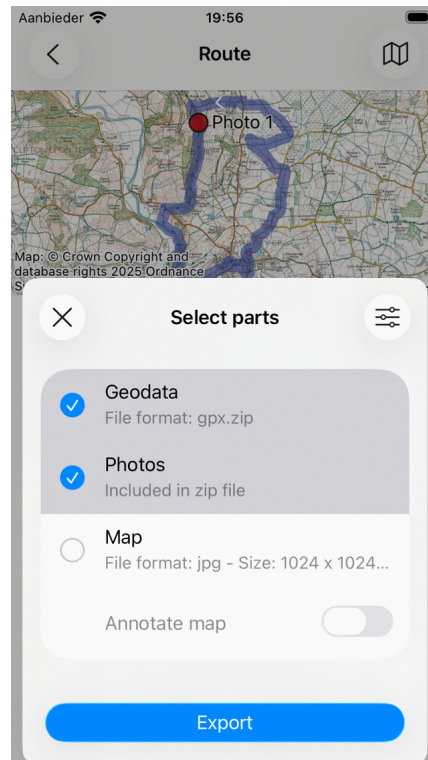 Aanbieder 19:56
Route
Photo 1
Map: © Crown Copyright and
database rights 2025 Ordnance
Select parts
Geodata
File format: gpx.zip
Photos
Included in zip file
Map
File format: jpg - Size: 1024 x 1024...
Annotate map
Export